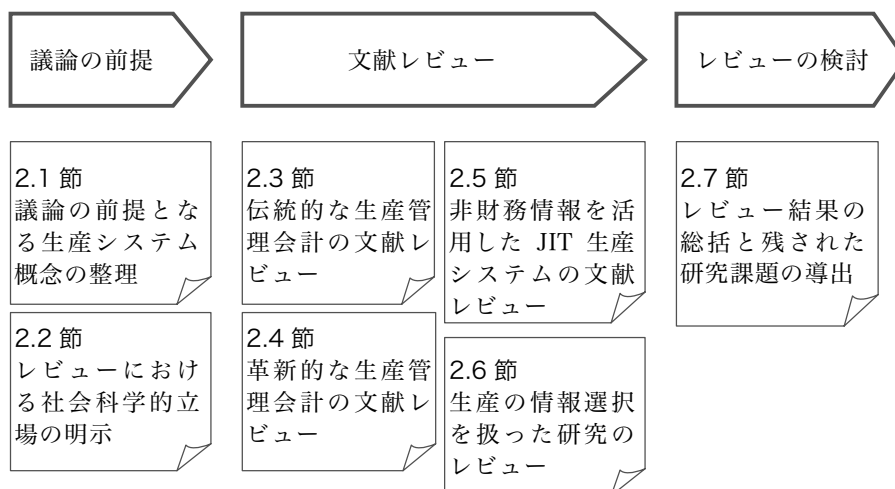 議論の前提
文献レビュー
レビューの検討
2.1 節
議論の前提とな
る生産システム
概念の整理
2.2 節
レビューにおけ
る社会科学的立
場の明示
2.3 節
伝統的な生産管
理会計の文献レ
ビュー
2.4 節
革新的な生産管
理会計の文献レ
ビュー
2.5 節
非財務情報を活
用した JIT 生産
システムの文献
レビュー
2.6 節
生産の情報選択
を扱った研究の
レビュー
2.7 節
レビュー結果の
総括と残された
研究課題の導出